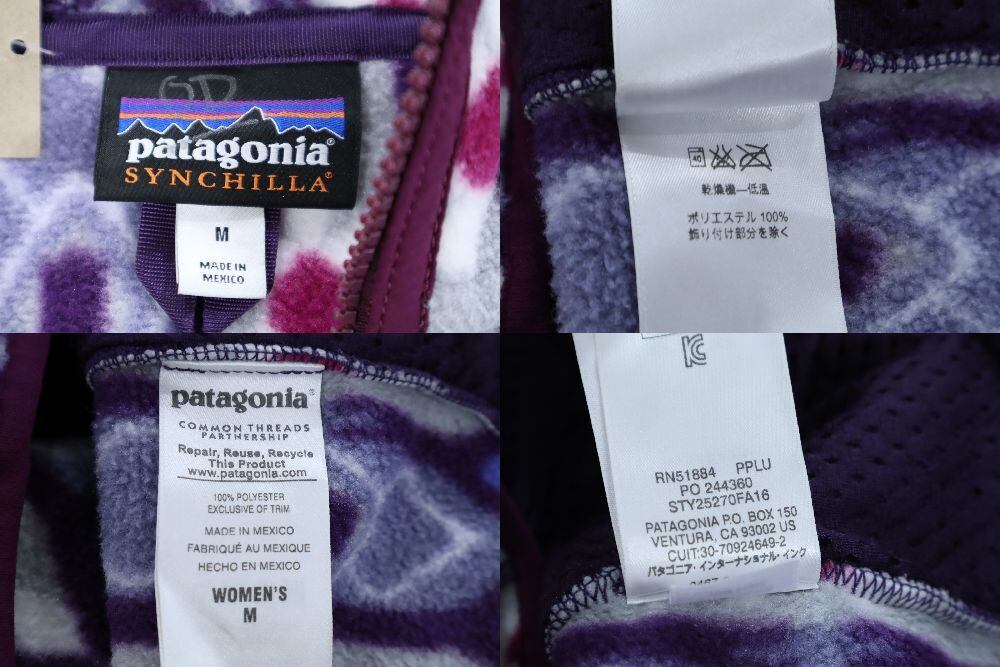 patagonia®
SYNCHILLA®
M
MADE IN
MEXICO
40
乾燥機—低温
ポリエステル 100%
飾り付け部分を除く
patagonia®
COMMON THREADS
PARTNERSHIP
Repair, Reuse, Recycle
This Product
www.patagonia.com
100% POLYESTER
EXCLUSIVE OF TRIM
MADE IN MEXICO
FABRIQUÉ AU MEXIQUE
HECHO EN MEXICO
WOMEN'S
M
RN51884 PPLU
PO 244360
STY25270FA16
PATAGONIA P.O. BOX 150
VENTURA, CA 93002 US
CUIT:30-70924649-2
パタゴニア・インターナショナル・インク